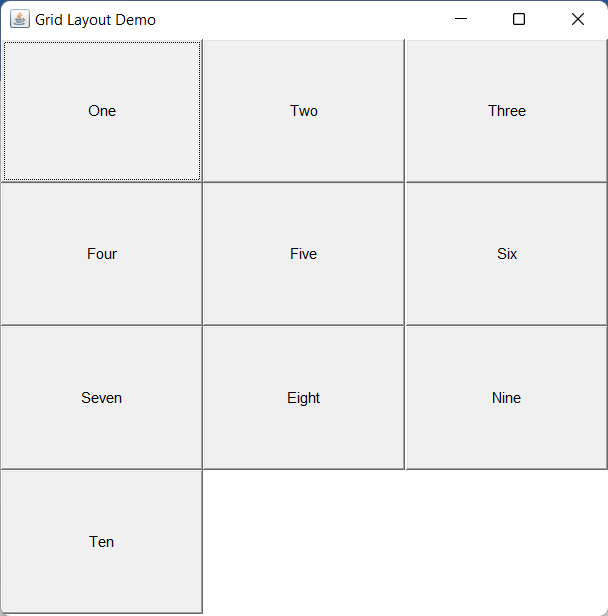 Grid Layout Demo
One Two Three
Four Five Six
Seven Eight Nine
Ten